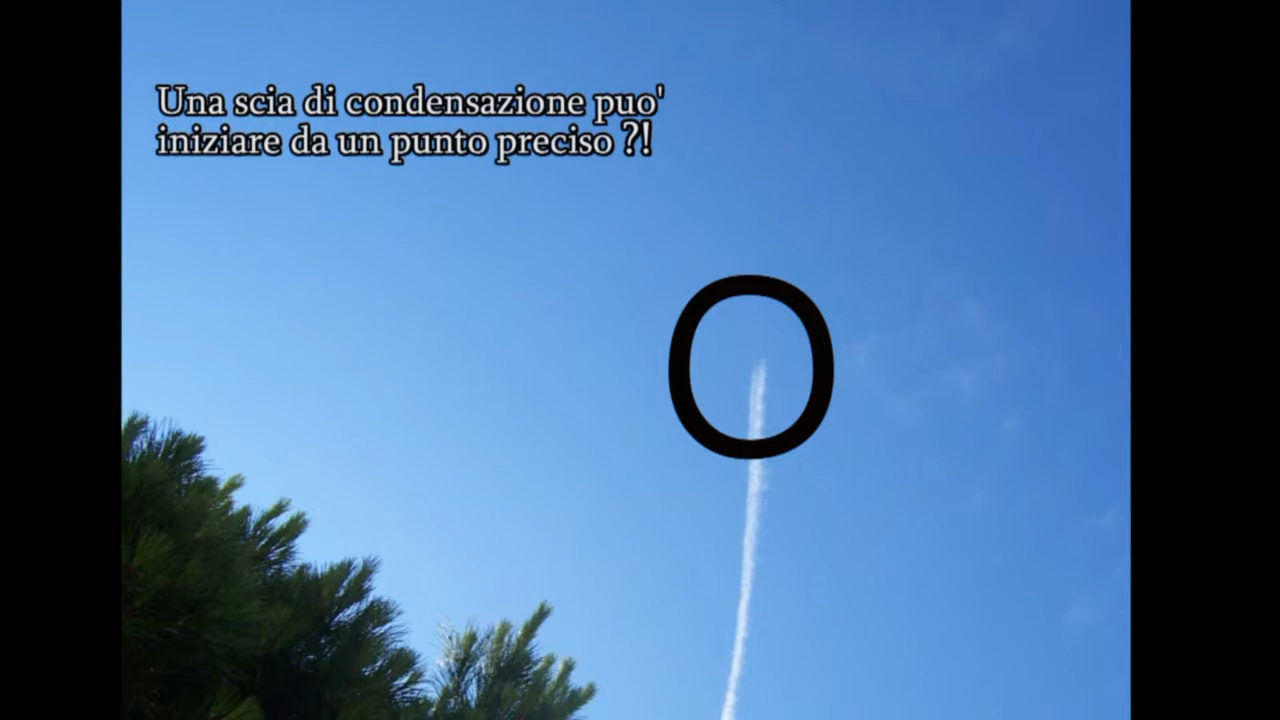 Una scia di condensazione puo'
iniziare da un punto preciso ?!